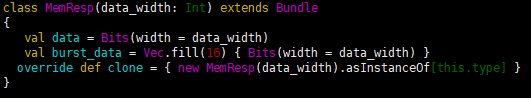 class MemResp(data_width: Int) extends Bundle
{
val data = Bits(width = data_width)
val burst_data = Vec.fill(16) { Bits(width = data_width) }
override def clone = { new MemResp(data_width).asInstanceOf[this.type] }
}